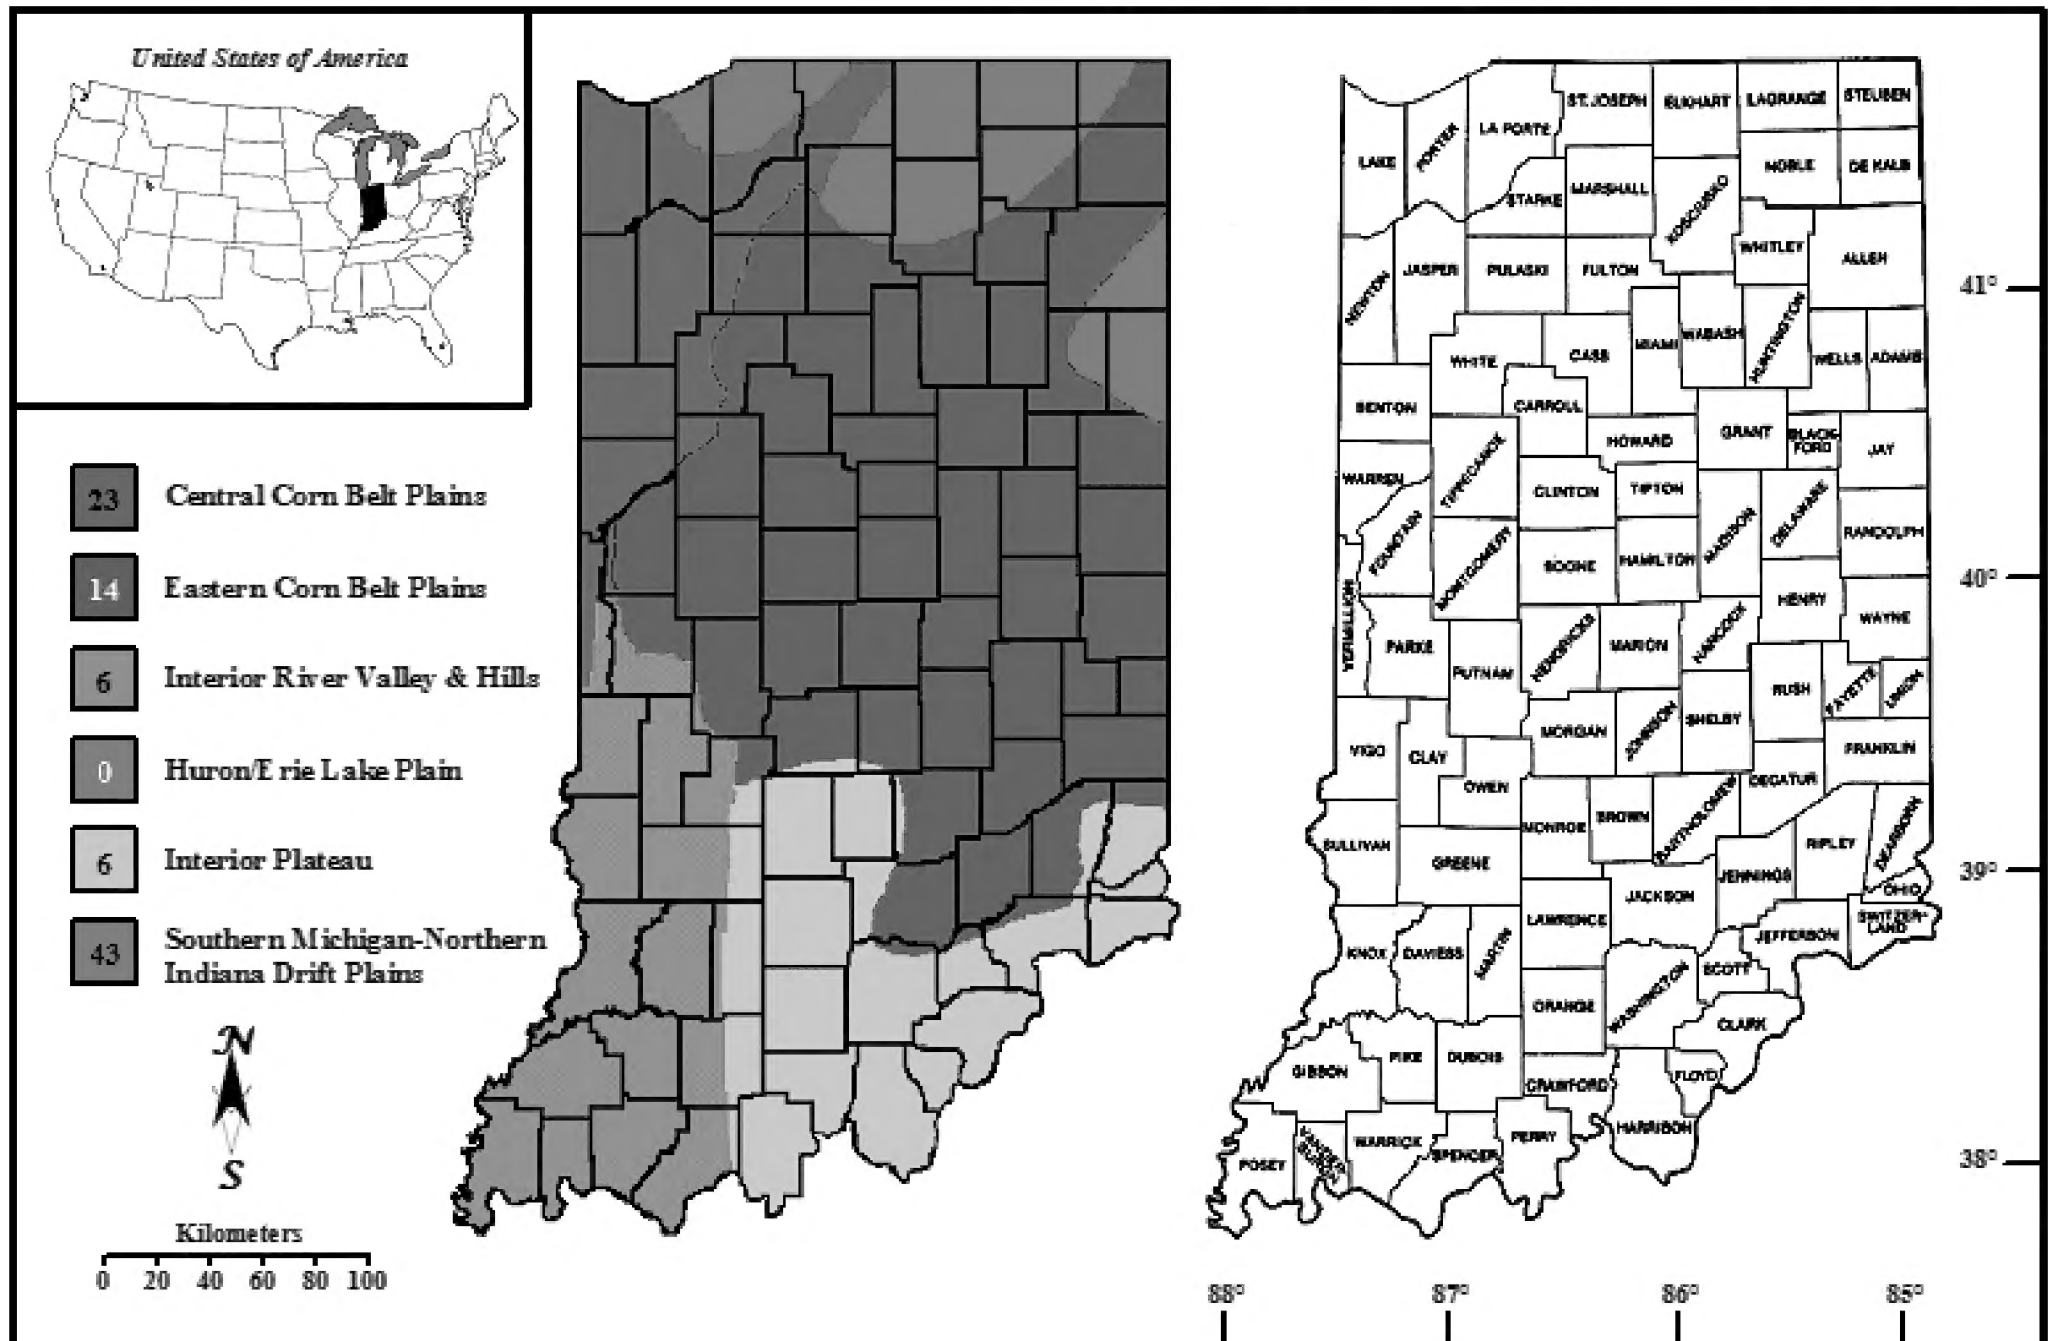 United States of America
23 Central Corn Belt Plains
14 Eastern Corn Belt Plains
6 Interior River Valley & Hills
0 Huron/Erie Lake Plain
6 Interior Plateau
43 Southern Michigan-Northern
Indiana Drift Plains
N
S
Kilometers
0 20 40 60 80 100
LAKE
PORTER
LA PORTE
ST. JOSEPH
ELKHART
LAGRANGE
STEUBEN
STARKE
MARSHALL
KOSCIUSKO
NOBLE
DE KALB
NEWTON
JASPER
PULASKI
FULTON
WHITLEY
ALLEN
WHITE
CASS
MIAMI
WABASH
HUNTINGTON
WELLS
ADAMS
BENTON
CARROLL
HOWARD
GRANT
BLACK-
FORD
JAY
WARREN
TIPPECANOE
CLINTON
TIPTON
MADISON
DELAWARE
RANDOLPH
FOUNTAIN
MONTGOMERY
BOONE
HAMILTON
HENRY
WAYNE
VERMILLION
PARKE
PUTNAM
HENDRICKS
MARION
HANCOCK
RUSH
FAYETTE
UNION
VIGO
CLAY
OWEN
MORGAN
JOHNSON
SHELBY
DECATUR
FRANKLIN
SULLIVAN
GREENE
MONROE
BROWN
BARTHOLOMEW
JENNINGS
RIPLEY
DEARBORN
OHIO
SWITZER-
LAND
KNOX
DAVIESS
MARTIN
LAWRENCE
JACKSON
JEFFERSON
SCOTT
ORANGE
WASHINGTON
CLARK
GIBSON
PIKE
DUBOIS
CRAWFORD
FLOYD
HARRISON
POSEY
VANDER-
BURGH
WARRICK
SPENCER
PERRY
41°
40°
39°
38°
88° 87° 86° 85°